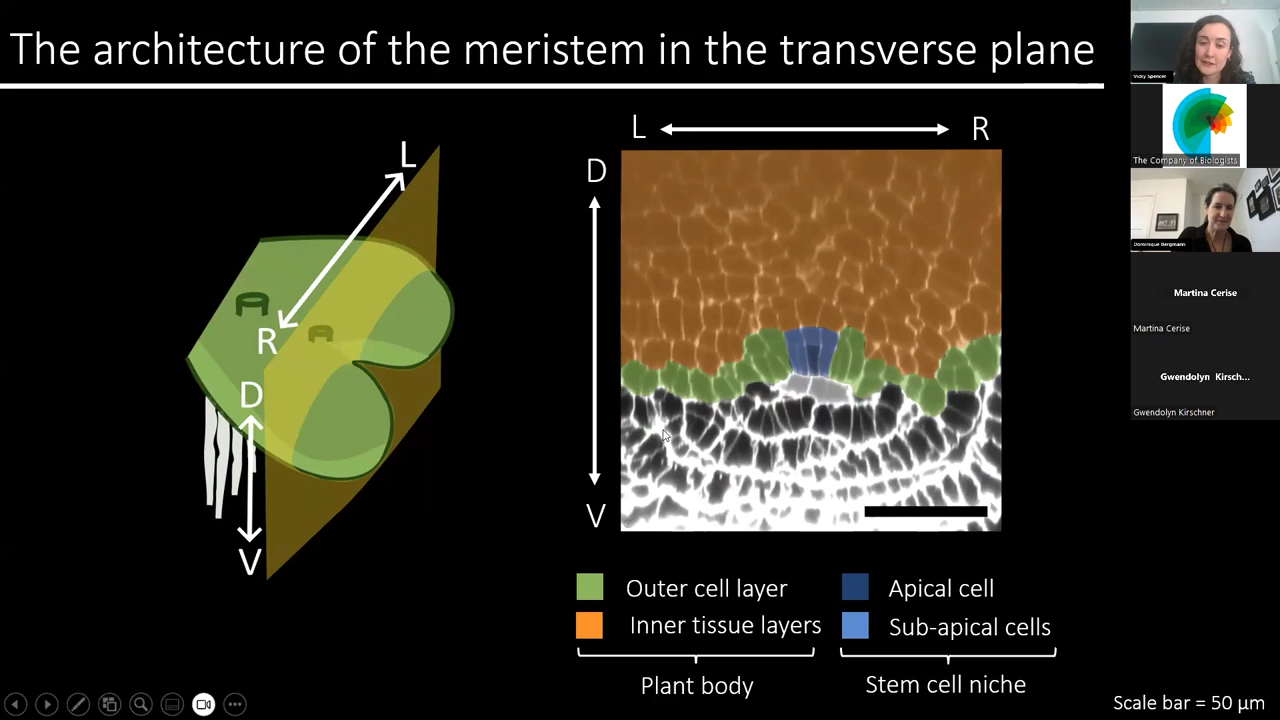 The architecture of the meristem in the transverse plane
L
R
D
V
L
R
D
V
Outer cell layer
Inner tissue layers
Plant body
Apical cell
Sub-apical cells
Stem cell niche
Scale bar = 50 µm
Vicky Spencer
The Company of Biologists
Dominique Bergmann
Martina Cerise
Martina Cerise
Gwendolyn Kirsch...
Gwendolyn Kirschner